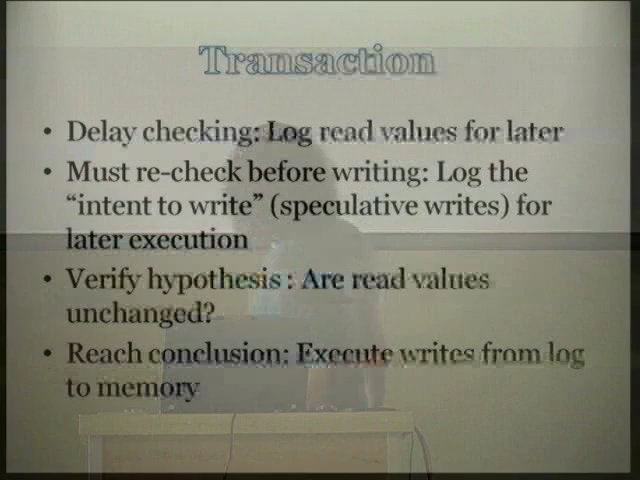 Transaction
• Delay checking: Log read values for later
• Must re-check before writing: Log the
“intent to write” (speculative writes) for
later execution
• Verify hypothesis : Are read values
unchanged?
• Reach conclusion: Execute writes from log
to memory